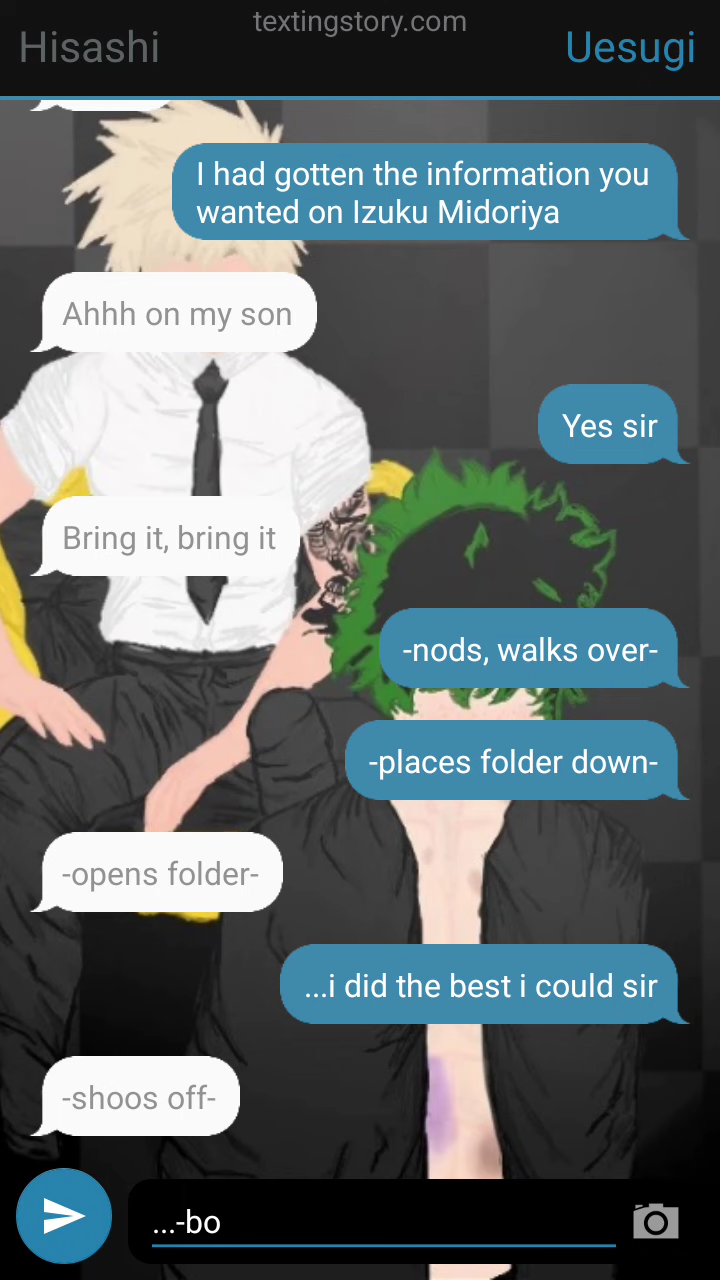 textingstory.com
Hisashi
Uesugi
I had gotten the information you
wanted on Izuku Midoriya
Ahhh on my son
Yes sir
Bring it, bring it
-nods, walks over-
-places folder down-
-opens folder-
...i did the best i could sir
-shoos off-
...-bo